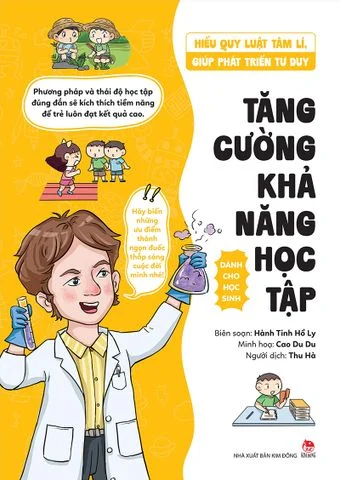 HIỂU QUY LUẬT TÂM LÍ,
GIÚP PHÁT TRIỂN TƯ DUY
Phương pháp và thái độ học tập
đúng đắn sẽ kích thích tiềm năng
để trẻ luôn đạt kết quả cao.
TĂNG
CƯỜNG
KHẢ
NĂNG
HỌC
TẬP
DÀNH
CHO
HỌC
SINH
!!
Hãy biến
những
ưu điểm
thành
ngọn đuốc
thắp sáng
cuộc đời
mình nhé!
Biên soạn: Hành Tinh Hồ Ly
Minh hoạ: Cao Du Du
Người dịch: Thu Hà
NHÀ XUẤT BẢN KIM ĐỒNG